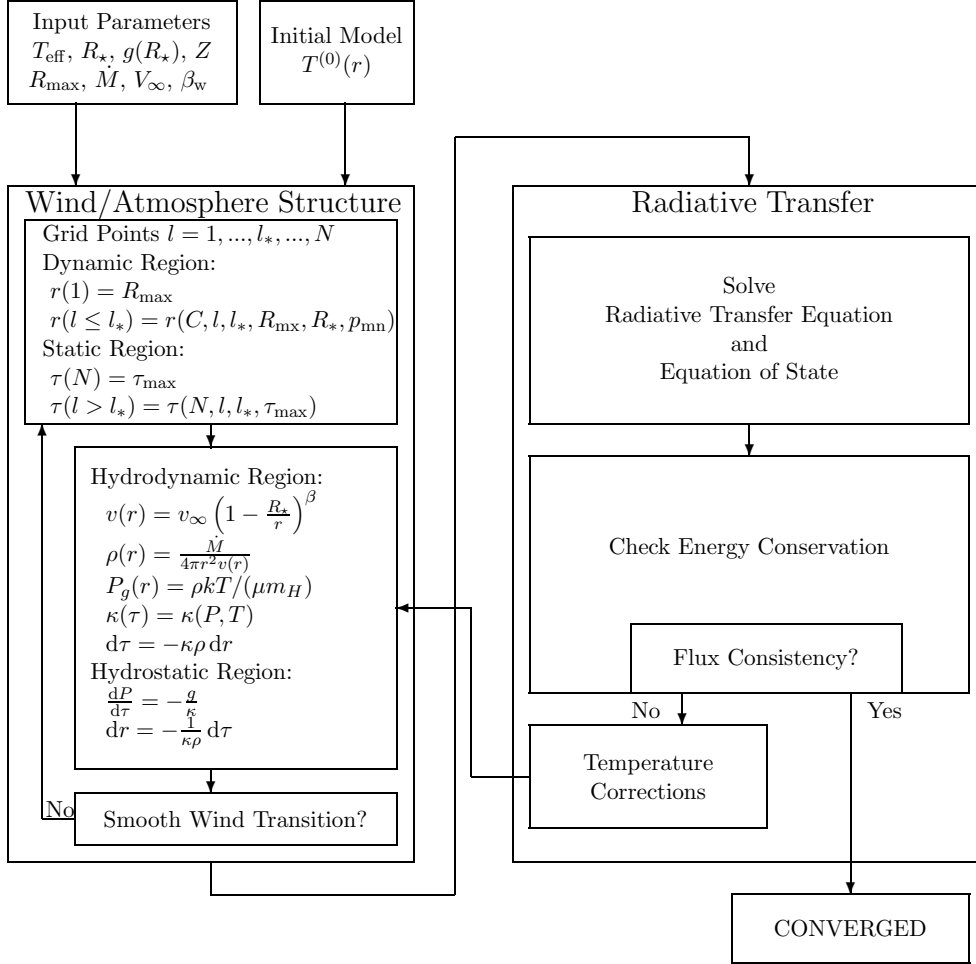 Input Parameters
T_eff, R_⋆, g(R_⋆), Z
R_max, Ṁ, V_∞, β_w
Initial Model
T^(0)(r)
Wind/Atmosphere Structure
Grid Points l = 1, ..., l_*, ..., N
Dynamic Region:
r(1) = R_max
r(l ≤ l_*) = r(C, l, l_*, R_mx, R_*, p_mn)
Static Region:
τ(N) = τ_max
τ(l > l_*) = τ(N, l, l_*, τ_max)
Hydrodynamic Region:
v(r) = v_∞ (1 − R_⋆/r)^β
ρ(r) = Ṁ/(4πr²v(r))
P_g(r) = ρkT/(μm_H)
κ(τ) = κ(P, T)
dτ = −κρ dr
Hydrostatic Region:
dP/dτ = −g/κ
dr = −1/(κρ) dτ
No
Smooth Wind Transition?
Radiative Transfer
Solve
Radiative Transfer Equation
and
Equation of State
Check Energy Conservation
Flux Consistency?
No
Yes
Temperature
Corrections
CONVERGED